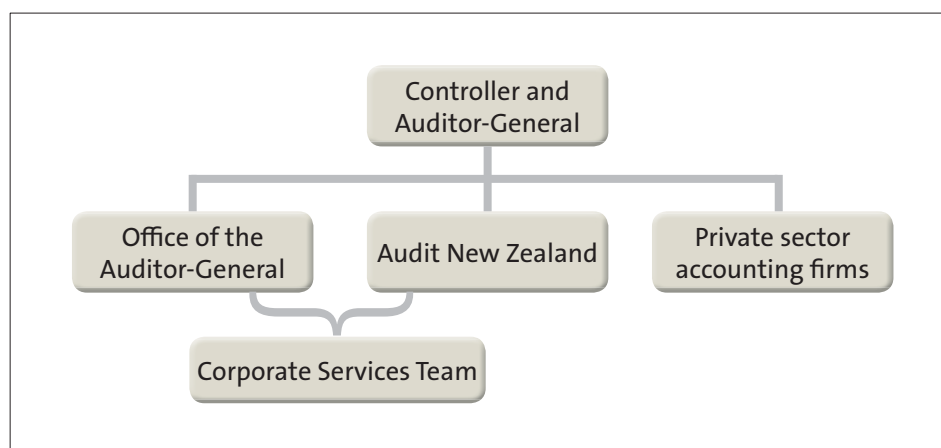 Controller and
Auditor-General
Office of the
Auditor-General
Audit New Zealand
Private sector
accounting firms
Corporate Services Team